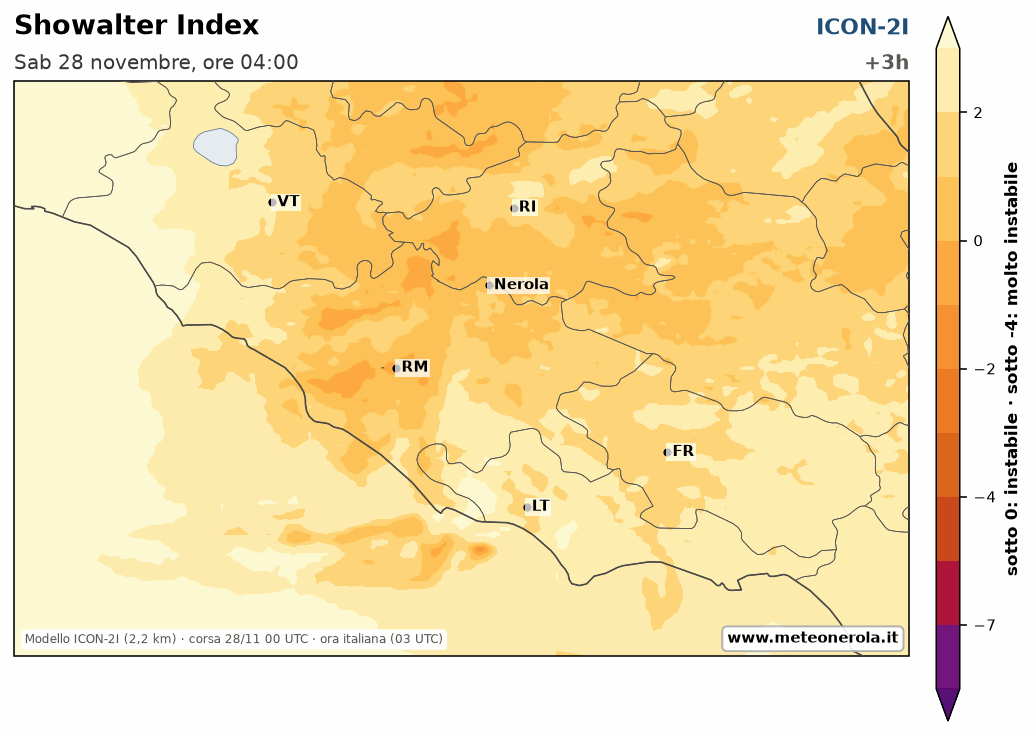 Showalter Index
ICON-2I
Sab 28 novembre, ore 04:00
+3h
VT
RI
Nerola
RM
FR
LT
2
0
−2
−4
−7
sotto 0: instabile · sotto -4: molto instabile
Modello ICON-2I (2,2 km) · corsa 28/11 00 UTC · ora italiana (03 UTC)
www.meteonerola.it